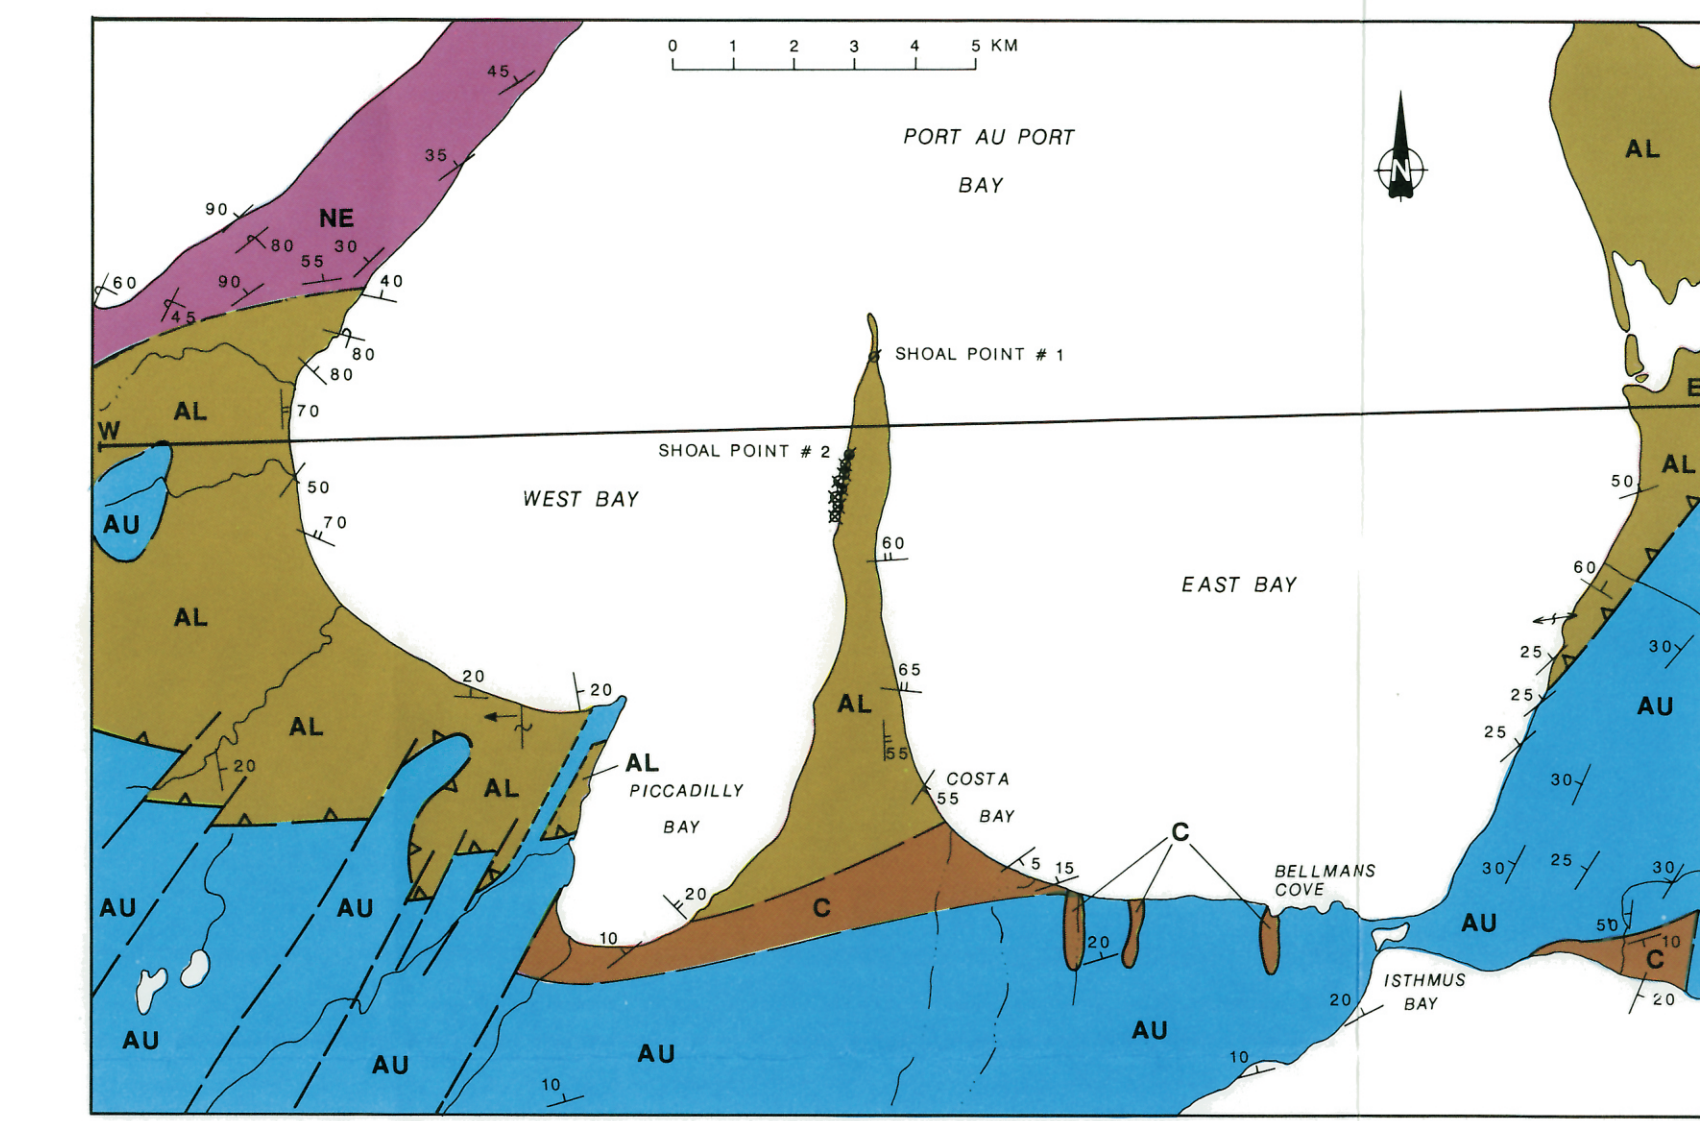 0 1 2 3 4 5 KM
45
PORT AU PORT
BAY
N
AL
35
90
NE
80
30
55
60
90
40
45
SHOAL POINT # 1
80
80
E
AL
70
W
SHOAL POINT # 2
AL
50
50
WEST BAY
AU
70
60
EAST BAY
60
AL
30
25
65
20
20
25
AL
AU
AL
25
55
AL
20
PICCADILLY
BAY
COSTA
BAY
55
30
AL
C
5
15
BELLMANS
COVE
30
25
30
20
AU
AU
C
AU
50
10
10
20
C
ISTHMUS
BAY
20
20
AU
AU
AU
AU
10
10